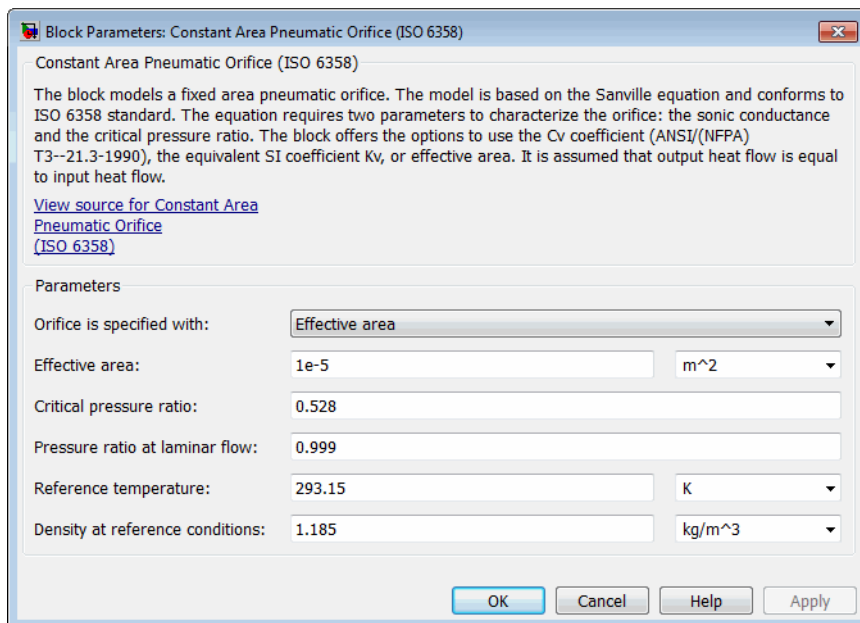 Block Parameters: Constant Area Pneumatic Orifice (ISO 6358)
Constant Area Pneumatic Orifice (ISO 6358)
The block models a fixed area pneumatic orifice. The model is based on the Sanville equation and conforms to
ISO 6358 standard. The equation requires two parameters to characterize the orifice: the sonic conductance
and the critical pressure ratio. The block offers the options to use the Cv coefficient (ANSI/(NFPA)
T3--21.3-1990), the equivalent SI coefficient Kv, or effective area. It is assumed that output heat flow is equal
to input heat flow.
View source for Constant Area
Pneumatic Orifice
(ISO 6358)
Parameters
Orifice is specified with: Effective area
Effective area: 1e-5 m^2
Critical pressure ratio: 0.528
Pressure ratio at laminar flow: 0.999
Reference temperature: 293.15 K
Density at reference conditions: 1.185 kg/m^3
OK Cancel Help Apply